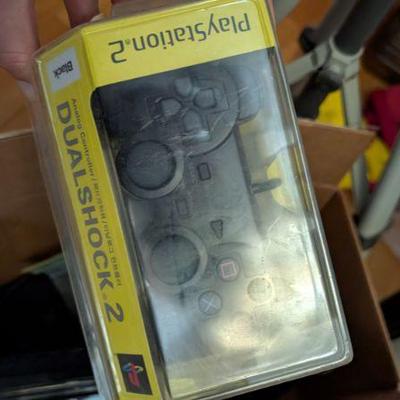 PlayStation®2
Black
Analog Controller
DUALSHOCK®2